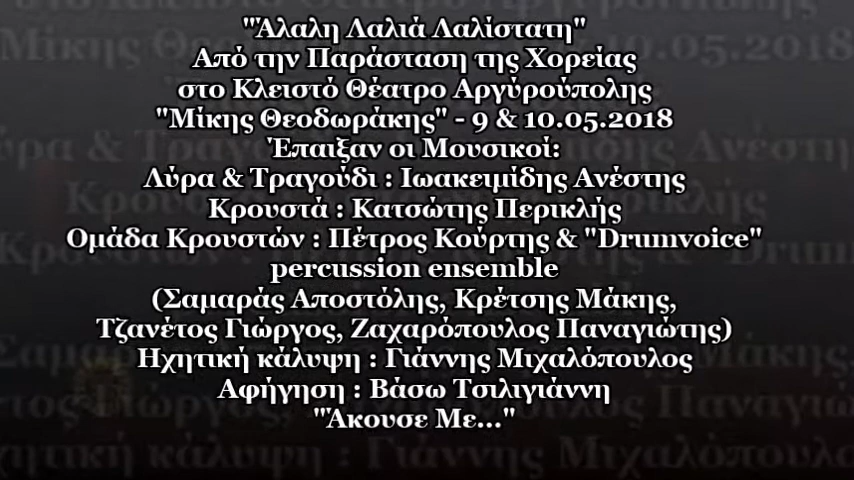 "Άλαλη Λαλιά Λαλίστατη"
Από την Παράσταση της Χορείας
στο Κλειστό Θέατρο Αργύρούπολης
"Μίκης Θεοδωράκης" - 9 & 10.05.2018
Έπαιξαν οι Μουσικοί:
Λύρα & Τραγούδι : Ιωακειμίδης Ανέστης
Κρουστά : Κατσώτης Περικλής
Ομάδα Κρουστών : Πέτρος Κούρτης & "Drumvoice"
percussion ensemble
(Σαμαράς Αποστόλης, Κρέτσης Μάκης,
Τζανέτος Γιώργος, Ζαχαρόπουλος Παναγιώτης)
Ηχητική κάλυψη : Γιάννης Μιχαλόπουλος
Αφήγηση : Βάσω Τσιλιγιάννη
"Άκουσε Με..."